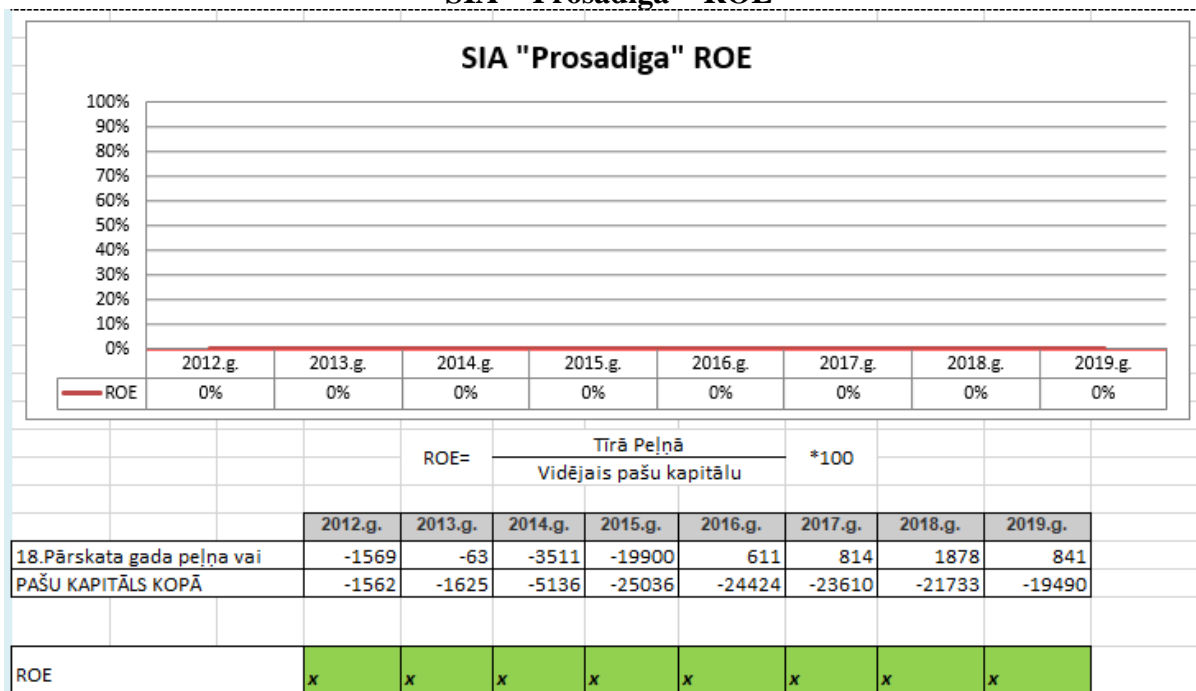 SIA "Prosadiga" ROE
SIA "Prosadiga" ROE
100%
90%
80%
70%
60%
50%
40%
30%
20%
10%
0%
2012.g. 2013.g. 2014.g. 2015.g. 2016.g. 2017.g. 2018.g. 2019.g.
ROE 0% 0% 0% 0% 0% 0% 0% 0%
ROE= Tīrā Peļņā *100
Vidējais pašu kapitālu
2012.g. 2013.g. 2014.g. 2015.g. 2016.g. 2017.g. 2018.g. 2019.g.
18.Pārskata gada peļņa vai -1569 -63 -3511 -19900 611 814 1878 841
PAŠU KAPITĀLS KOPĀ -1562 -1625 -5136 -25036 -24424 -23610 -21733 -19490
ROE x x x x x x x x